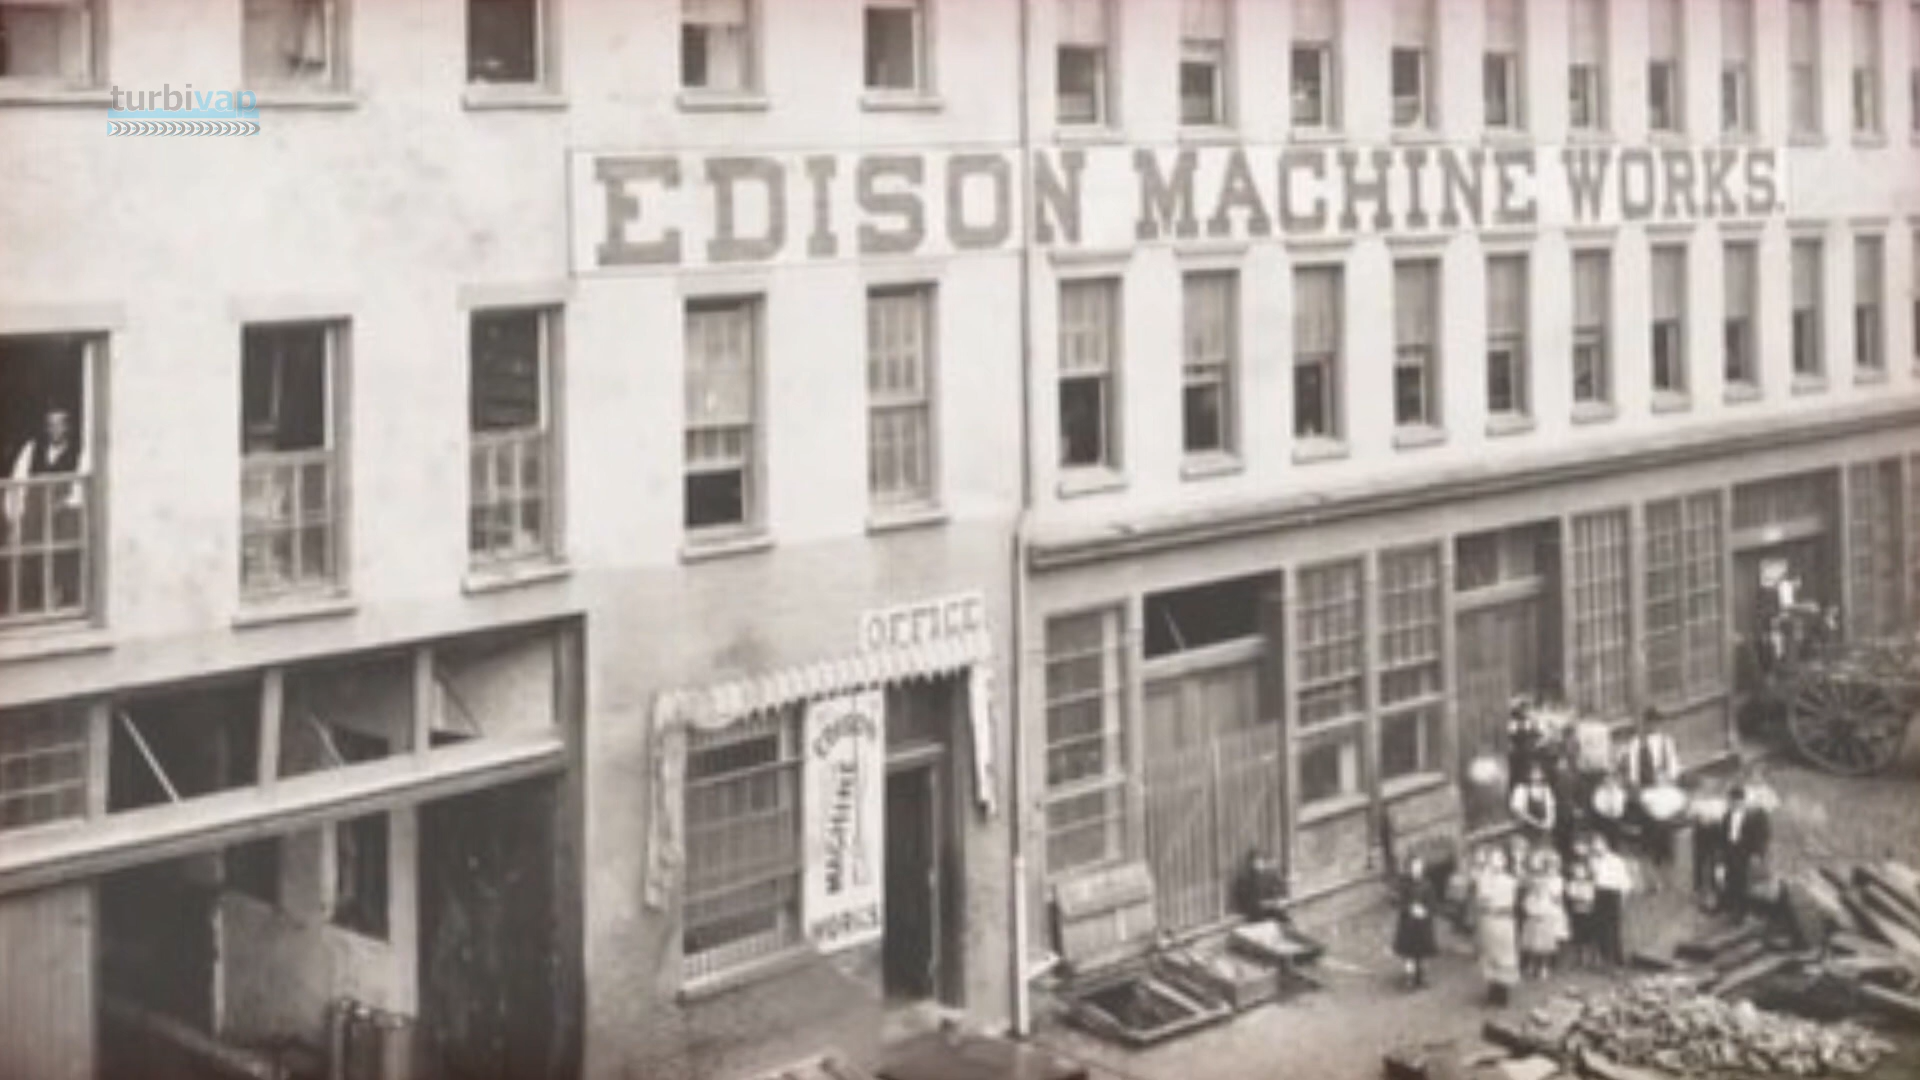 turbivap
EDISON MACHINE WORKS.
OFFICE
EDISON
MACHINE
WORKS